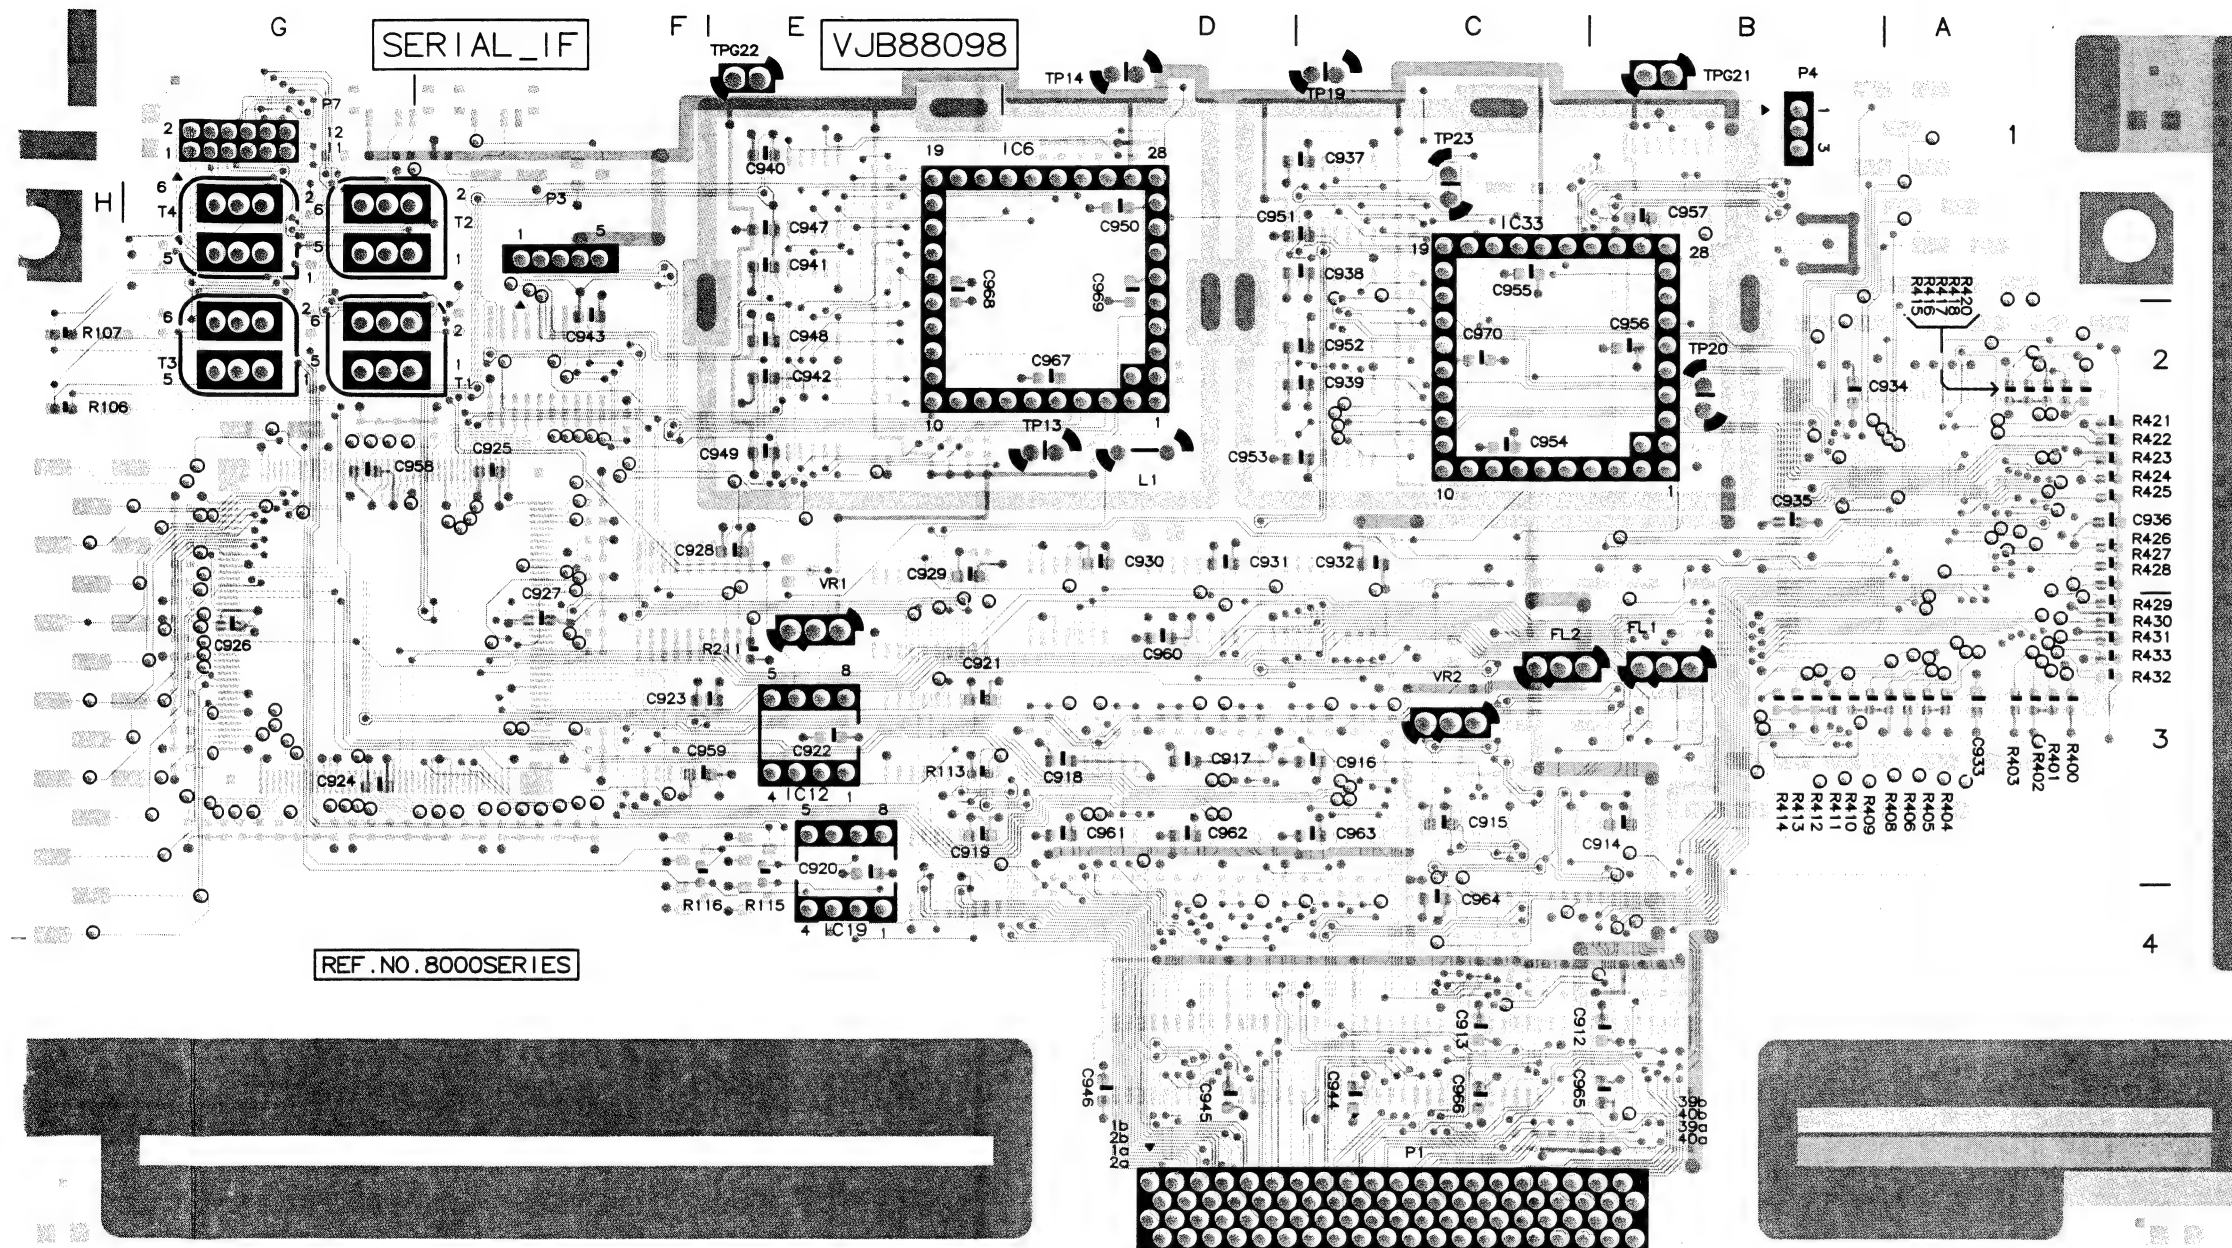 G
SERIAL_IF
F
E
VJB88098
D
C
B
A
TPG22
TP14
TP19
TPG21
P4
P7
2
12
1
11
1
3
1
19
IC6
28
C940
C937
TP23
6
T4
5
2
1
6
T2
5
2
1
H
P3
1
5
C947
C950
C951
C957
19
IC33
28
C941
C968
C969
C938
C955
R415
R416
R417
R418
R420
R107
6
T3
5
2
1
6
5
2
1
T1
C943
C948
C952
C970
C956
TP20
2
C967
C942
C939
C934
R106
10
TP13
1
R421
R422
C925
C958
C949
L1
C953
C954
R423
R424
R425
10
1
C935
C936
R426
R427
R428
C928
C929
C930
C931
C932
VR1
C927
C926
R429
R430
R431
R433
R432
R211
C960
FL2
FL1
C921
5
8
VR2
C923
C922
C959
4
IC12
1
R113
C918
C917
C916
C924
3
C933
R403
R402
R401
R400
R414
R413
R412
R411
R410
R409
R408
R406
R405
R404
5
8
C961
C962
C963
C915
C914
C919
C920
R116
R115
4
IC19
1
C964
4
REF.NO.8000SERIES
C913
C912
C946
C945
C944
C966
C965
1b
2b
1a
2a
39b
40b
39a
40a
P1